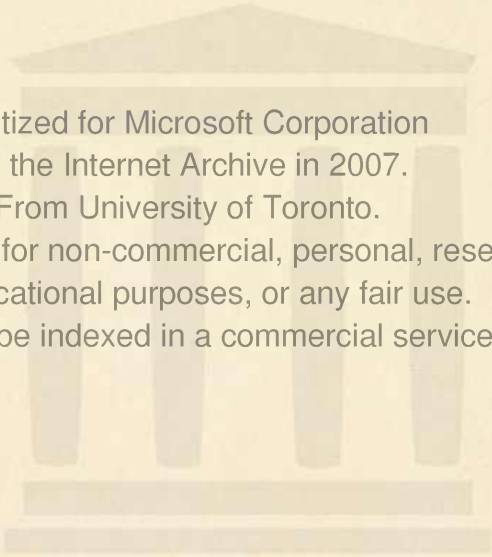 tized for Microsoft Corporation
the Internet Archive in 2007.
From University of Toronto.
for non-commercial, personal, rese
cational purposes, or any fair use.
be indexed in a commercial service